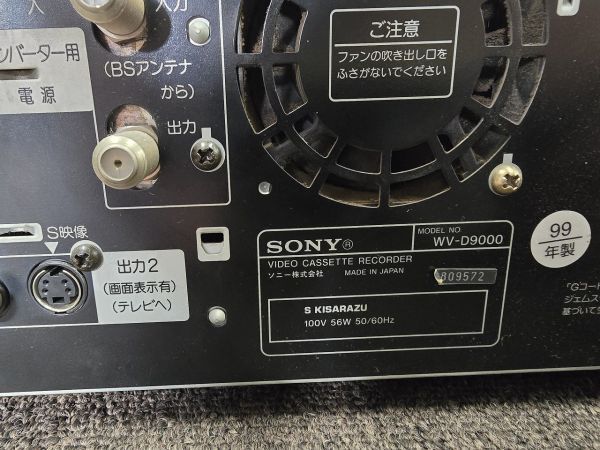 入力
(BSアンテナ
から)
ンバーター用
電源
出力
ご注意
ファンの吹き出し口を
ふさがないでください
S映像
出力2
(画面表示有)
(テレビへ)
SONY®
MODEL NO.
WV-D9000
VIDEO CASSETTE RECORDER
ソニー株式会社 MADE IN JAPAN
809572
S KISARAZU
100V 56W 50/60Hz
99
年製
「Gコード
ジェムス
基づいて